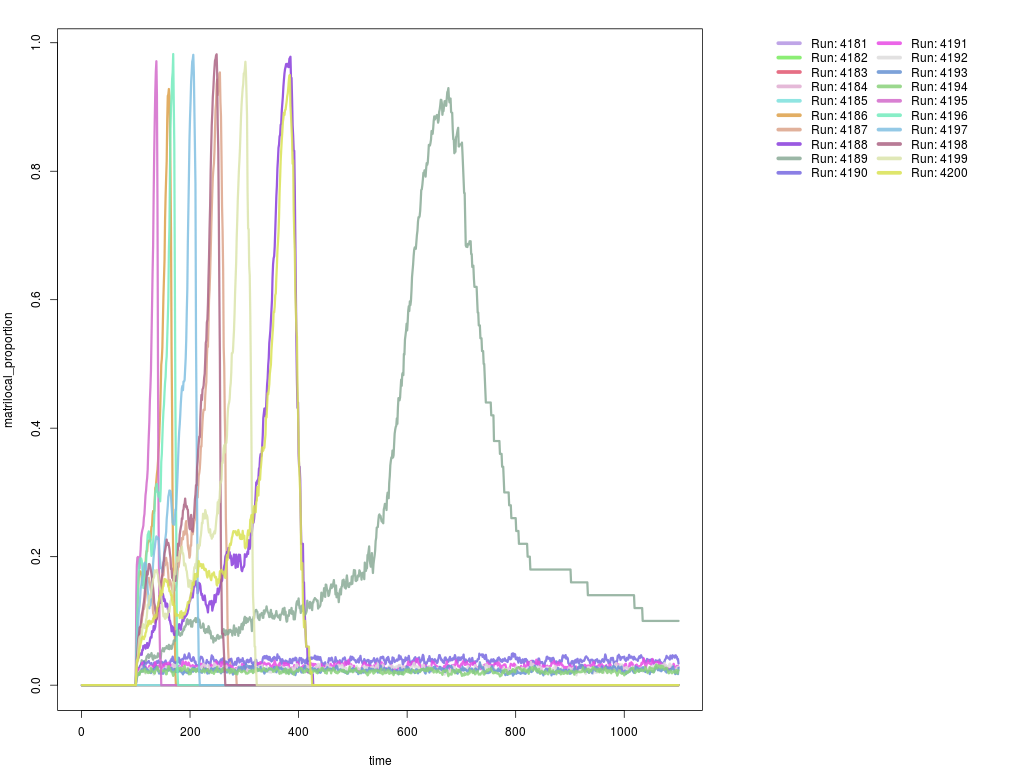 1.0
0.8
0.6
0.4
0.2
0.0
matrilocal_proportion
0 200 400 600 800 1000
time
Run: 4181 Run: 4191
Run: 4182 Run: 4192
Run: 4183 Run: 4193
Run: 4184 Run: 4194
Run: 4185 Run: 4195
Run: 4186 Run: 4196
Run: 4187 Run: 4197
Run: 4188 Run: 4198
Run: 4189 Run: 4199
Run: 4190 Run: 4200